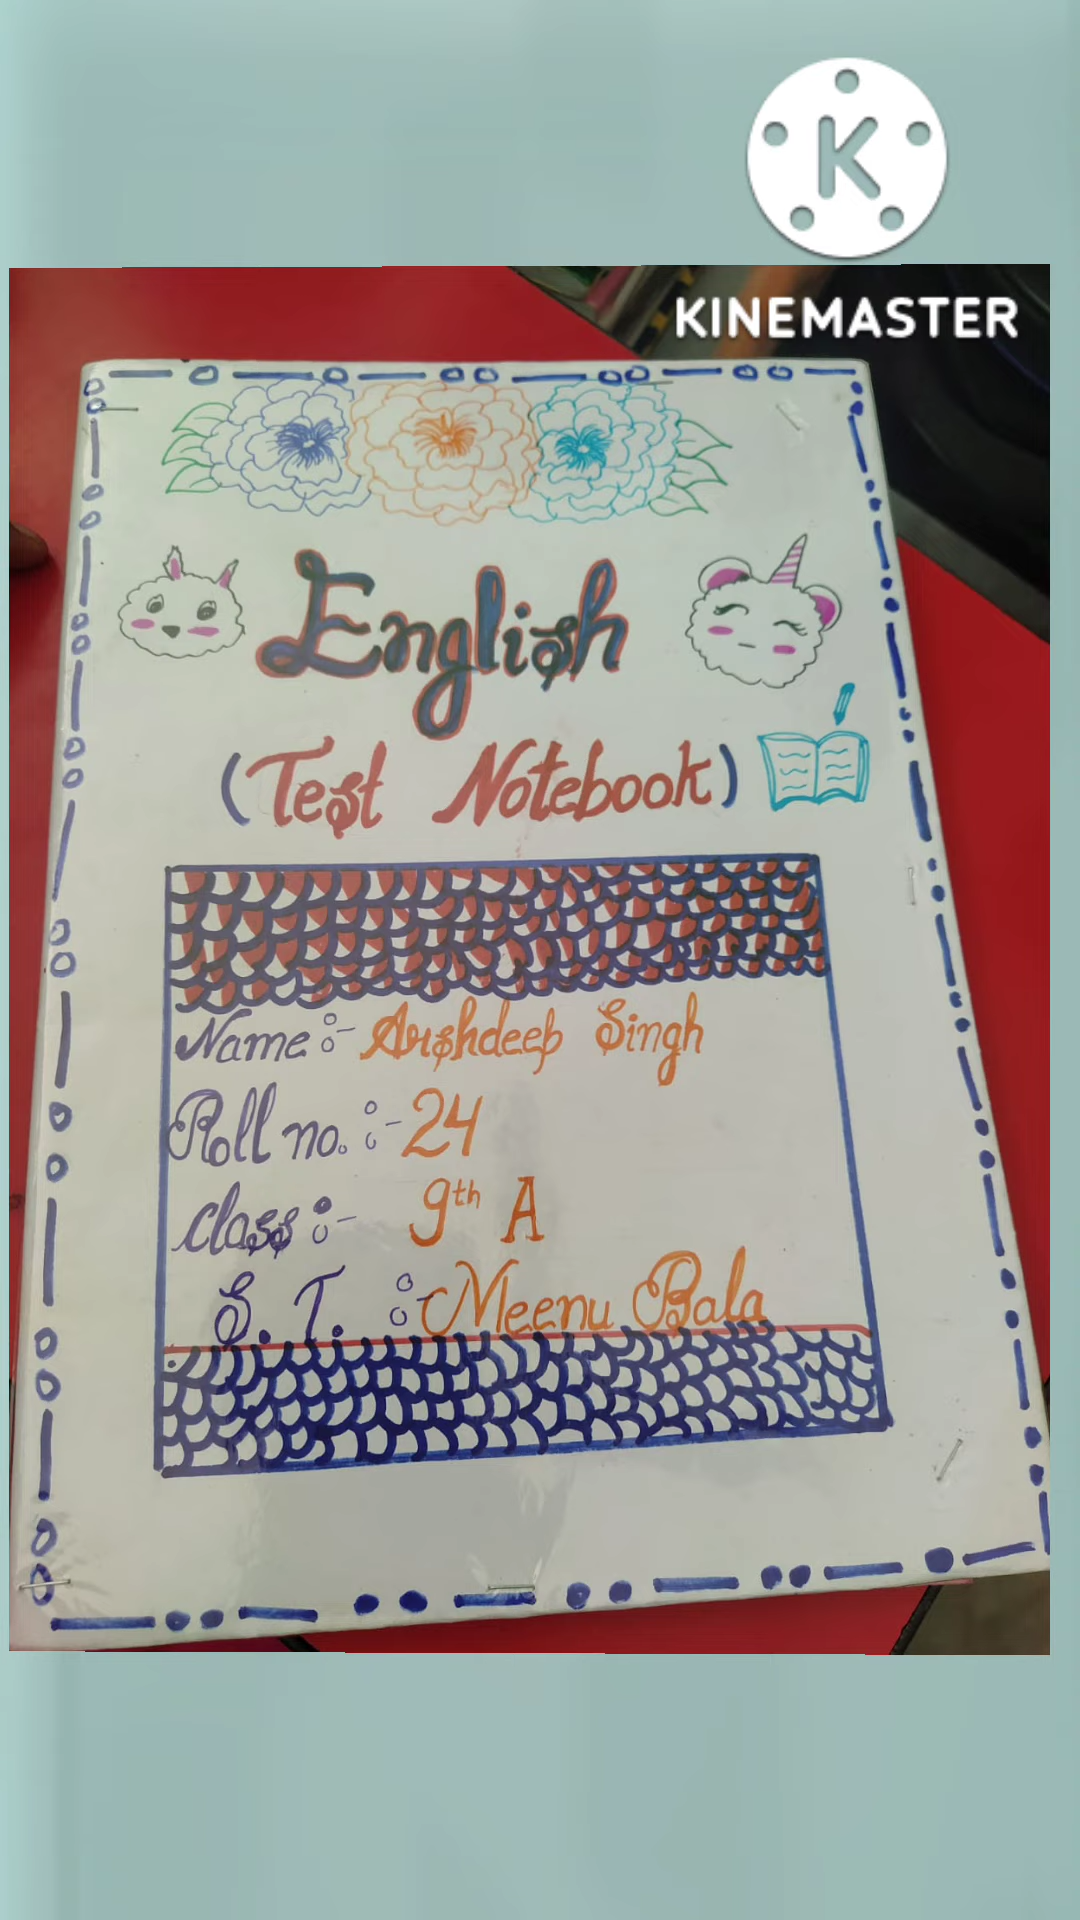 K
KINEMASTER
English
(Test Notebook)
Name :- Arshdeep Singh
Roll no. :- 24
class :- 9th A
S. T. :- Meenu Bala